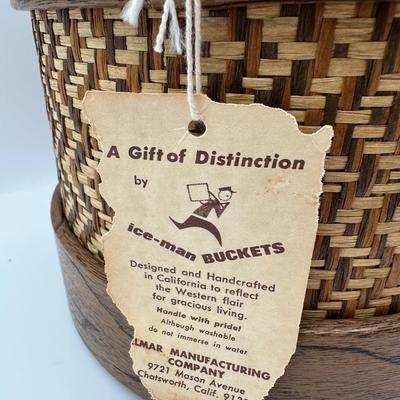 A Gift of Distinction
by
ice-man BUCKETS
Designed and Handcrafted
in California to reflect
the Western flair
for gracious living.
Handle with pride!
Although washable
do not immerse in water
LMAR MANUFACTURING
COMPANY
9721 Mason Avenue
Chatsworth, Calif.